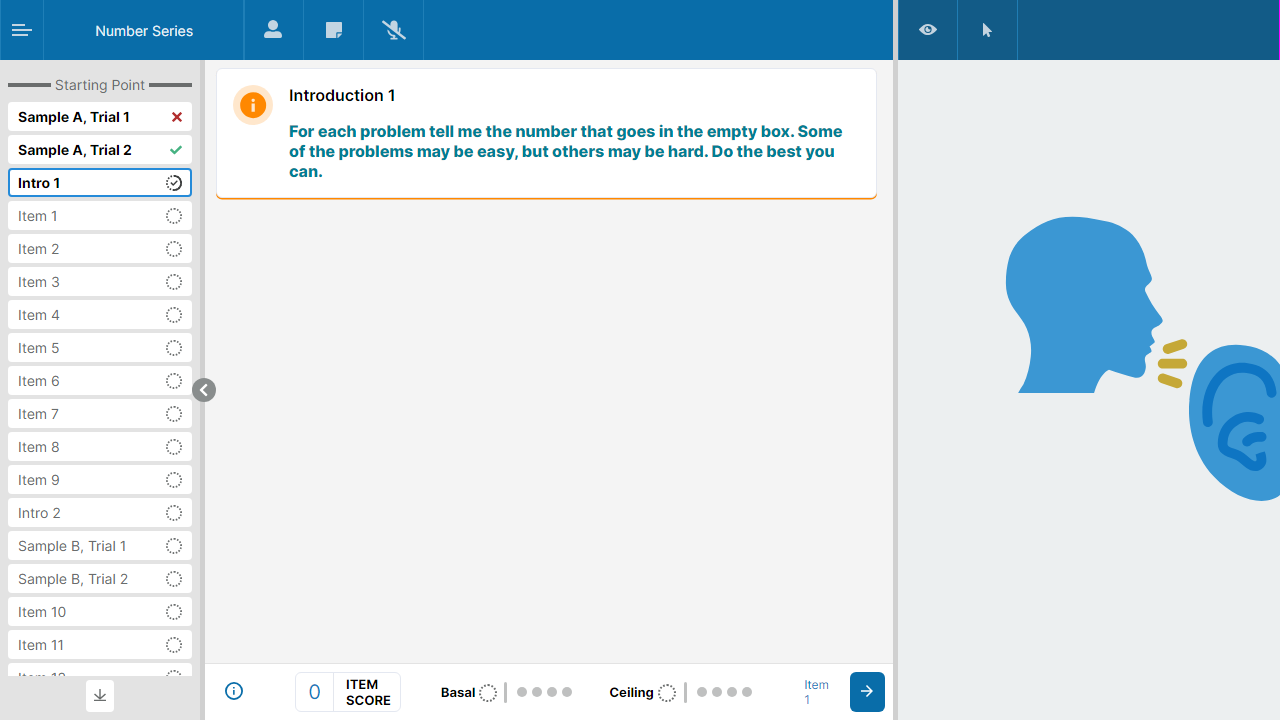 Number Series
Starting Point
Sample A, Trial 1
Sample A, Trial 2
Intro 1
Item 1
Item 2
Item 3
Item 4
Item 5
Item 6
Item 7
Item 8
Item 9
Intro 2
Sample B, Trial 1
Sample B, Trial 2
Item 10
Item 11
Introduction 1
For each problem tell me the number that goes in the empty box. Some
of the problems may be easy, but others may be hard. Do the best you
can.
0
ITEM
SCORE
Basal
Ceiling
Item
1